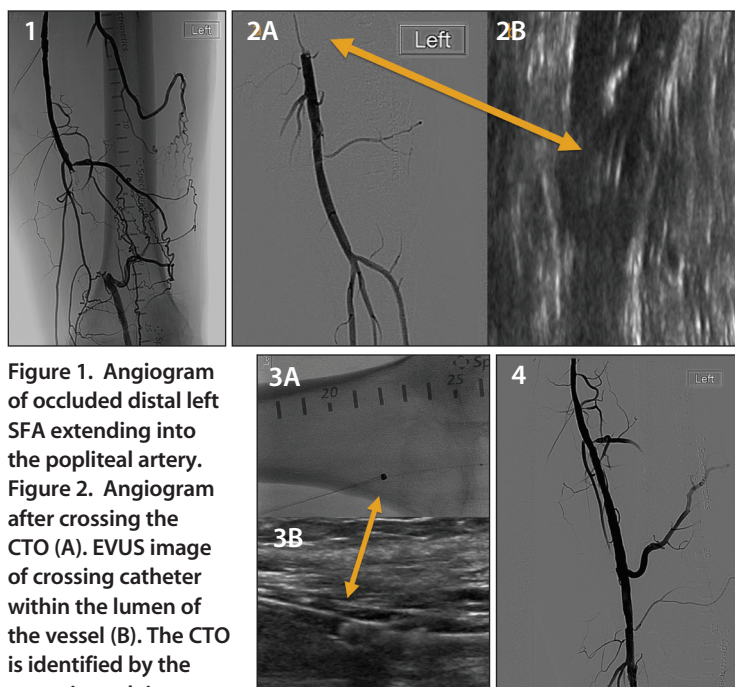 1
Left
2A
Left
2B
3A
20
25
3B
4
Left
Figure 1. Angiogram
of occluded distal left
SFA extending into
the popliteal artery.
Figure 2. Angiogram
after crossing the
CTO (A). EVUS image
of crossing catheter
within the lumen of
the vessel (B). The CTO
is identified by the